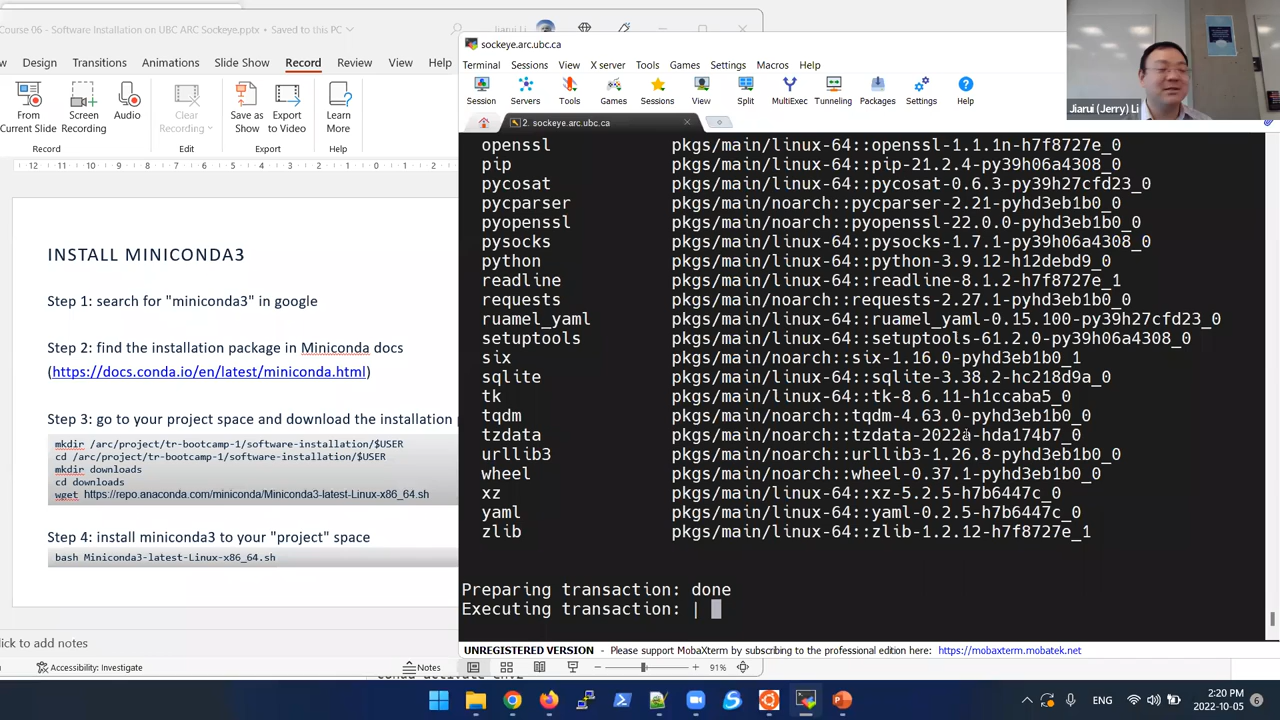 Course 06 - Software Installation on UBC ARC Sockeye.pptx • Saved to this PC
Jiarui Li
Design Transitions Animations Slide Show Record Review View Help
From Current Slide
Screen Recording
Audio
Clear Recording
Save as Show
Export to Video
Learn More
Record Edit Export Help
12 11 10 9 8 7 6 5
INSTALL MINICONDA3
Step 1: search for "miniconda3" in google
Step 2: find the installation package in Miniconda docs
(https://docs.conda.io/en/latest/miniconda.html)
Step 3: go to your project space and download the installation p
mkdir /arc/project/tr-bootcamp-1/software-installation/$USER
cd /arc/project/tr-bootcamp-1/software-installation/$USER
mkdir downloads
cd downloads
wget https://repo.anaconda.com/miniconda/Miniconda3-latest-Linux-x86_64.sh
Step 4: install miniconda3 to your "project" space
bash Miniconda3-latest-Linux-x86_64.sh
lick to add notes
Accessibility: Investigate
Notes
91%
sockeye.arc.ubc.ca
Terminal Sessions View X server Tools Games Settings Macros Help
Session Servers Tools Games Sessions View Split MultiExec Tunneling Packages Settings Help
2. sockeye.arc.ubc.ca
openssl pkgs/main/linux-64::openssl-1.1.1n-h7f8727e_0
pip pkgs/main/linux-64::pip-21.2.4-py39h06a4308_0
pycosat pkgs/main/linux-64::pycosat-0.6.3-py39h27cfd23_0
pycparser pkgs/main/noarch::pycparser-2.21-pyhd3eb1b0_0
pyopenssl pkgs/main/noarch::pyopenssl-22.0.0-pyhd3eb1b0_0
pysocks pkgs/main/linux-64::pysocks-1.7.1-py39h06a4308_0
python pkgs/main/linux-64::python-3.9.12-h12debd9_0
readline pkgs/main/linux-64::readline-8.1.2-h7f8727e_1
requests pkgs/main/noarch::requests-2.27.1-pyhd3eb1b0_0
ruamel_yaml pkgs/main/linux-64::ruamel_yaml-0.15.100-py39h27cfd23_0
setuptools pkgs/main/linux-64::setuptools-61.2.0-py39h06a4308_0
six pkgs/main/noarch::six-1.16.0-pyhd3eb1b0_1
sqlite pkgs/main/linux-64::sqlite-3.38.2-hc218d9a_0
tk pkgs/main/linux-64::tk-8.6.11-h1ccaba5_0
tqdm pkgs/main/noarch::tqdm-4.63.0-pyhd3eb1b0_0
tzdata pkgs/main/noarch::tzdata-2022a-hda174b7_0
urllib3 pkgs/main/noarch::urllib3-1.26.8-pyhd3eb1b0_0
wheel pkgs/main/noarch::wheel-0.37.1-pyhd3eb1b0_0
xz pkgs/main/linux-64::xz-5.2.5-h7b6447c_0
yaml pkgs/main/linux-64::yaml-0.2.5-h7b6447c_0
zlib pkgs/main/linux-64::zlib-1.2.12-h7f8727e_1
Preparing transaction: done
Executing transaction: |
UNREGISTERED VERSION - Please support MobaXterm by subscribing to the professional edition here: https://mobaxterm.mobatek.net
Jiarui (Jerry) Li
ENG
2:20 PM
2022-10-05
6